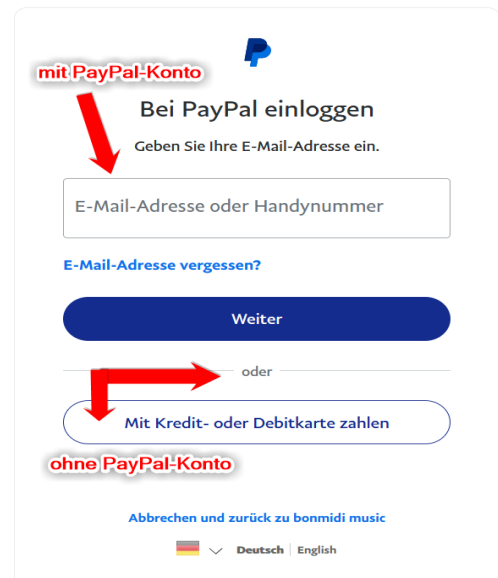 mit PayPal-Konto
Bei PayPal einloggen
Geben Sie Ihre E-Mail-Adresse ein.
E-Mail-Adresse oder Handynummer
E-Mail-Adresse vergessen?
Weiter
oder
Mit Kredit- oder Debitkarte zahlen
ohne PayPal-Konto
Abbrechen und zurück zu bonmidi music
Deutsch | English